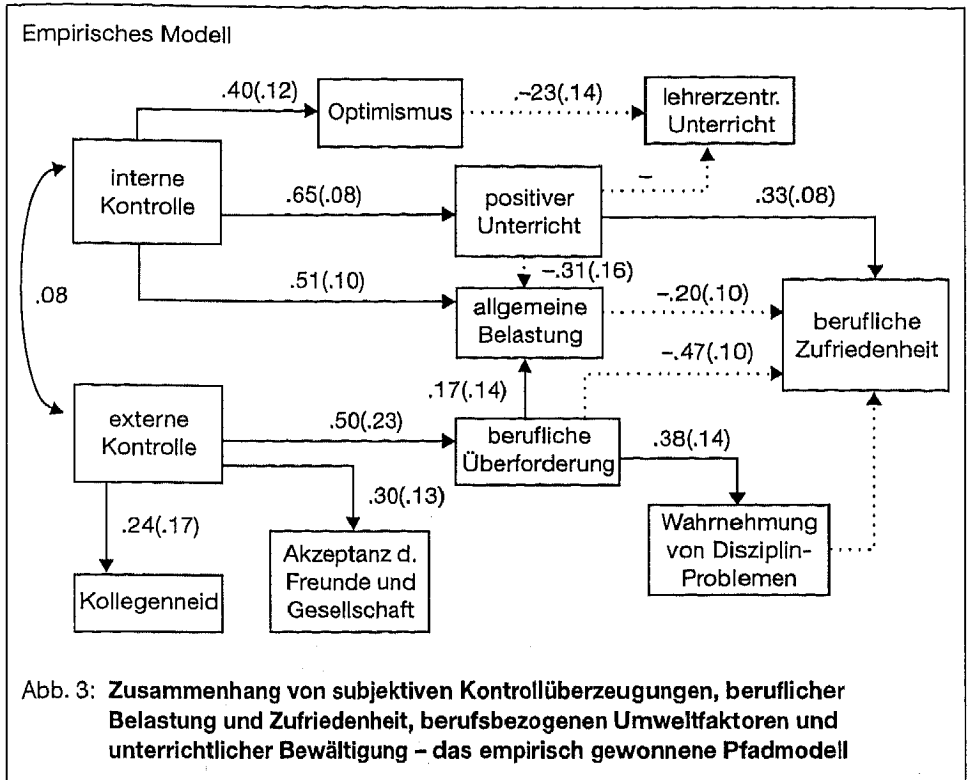 Empirisches Modell
.40(.12)
Optimismus
.–23(.14)
lehrerzentr.
Unterricht
interne
Kontrolle
.65(.08)
positiver
Unterricht
–
.33(.08)
–.31(.16)
.51(.10)
allgemeine
Belastung
–.20(.10)
berufliche
Zufriedenheit
.08
–.47(.10)
.17(.14)
externe
Kontrolle
.50(.23)
berufliche
Überforderung
.38(.14)
.24(.17)
.30(.13)
Wahrnehmung
von Disziplin-
Problemen
Akzeptanz d.
Freunde und
Gesellschaft
Kollegenneid
Abb. 3: Zusammenhang von subjektiven Kontrollüberzeugungen, beruflicher
Belastung und Zufriedenheit, berufsbezogenen Umweltfaktoren und
unterrichtlicher Bewältigung – das empirisch gewonnene Pfadmodell